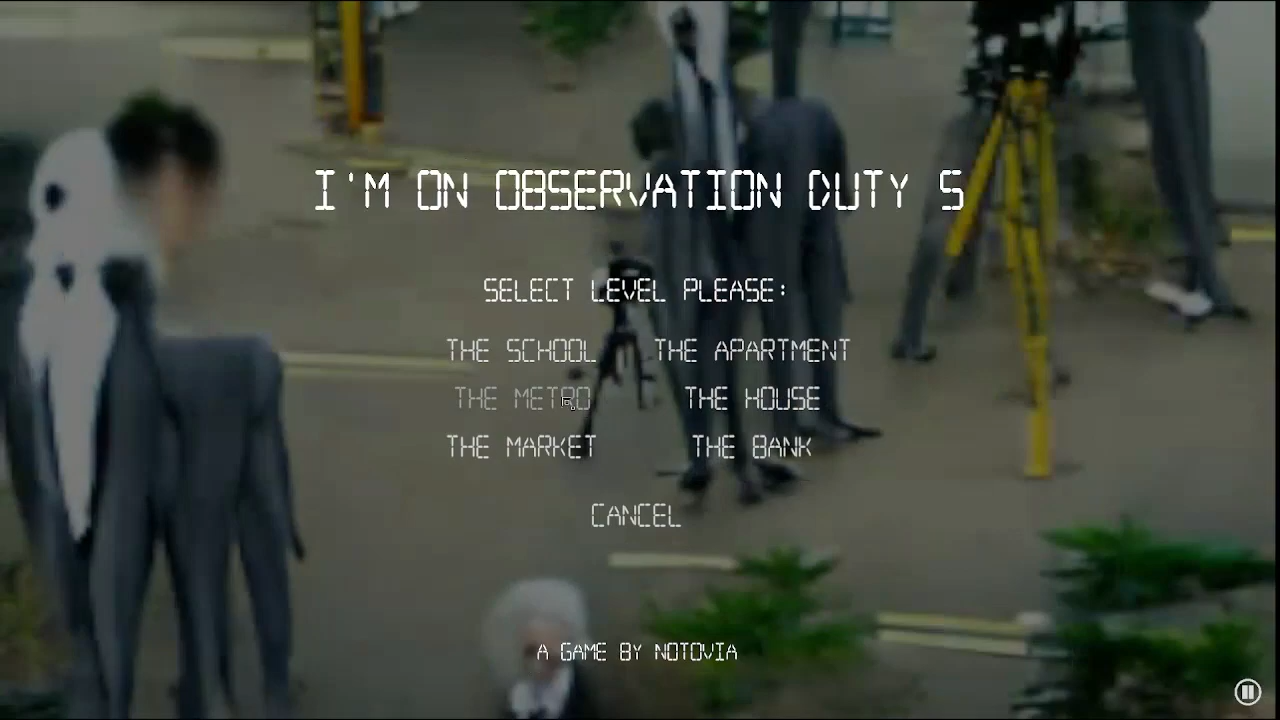 I'M ON OBSERVATION DUTY 5
SELECT LEVEL PLEASE:
THE SCHOOL THE APARTMENT
THE METRO THE HOUSE
THE MARKET THE BANK
CANCEL
A GAME BY NOTOVIA